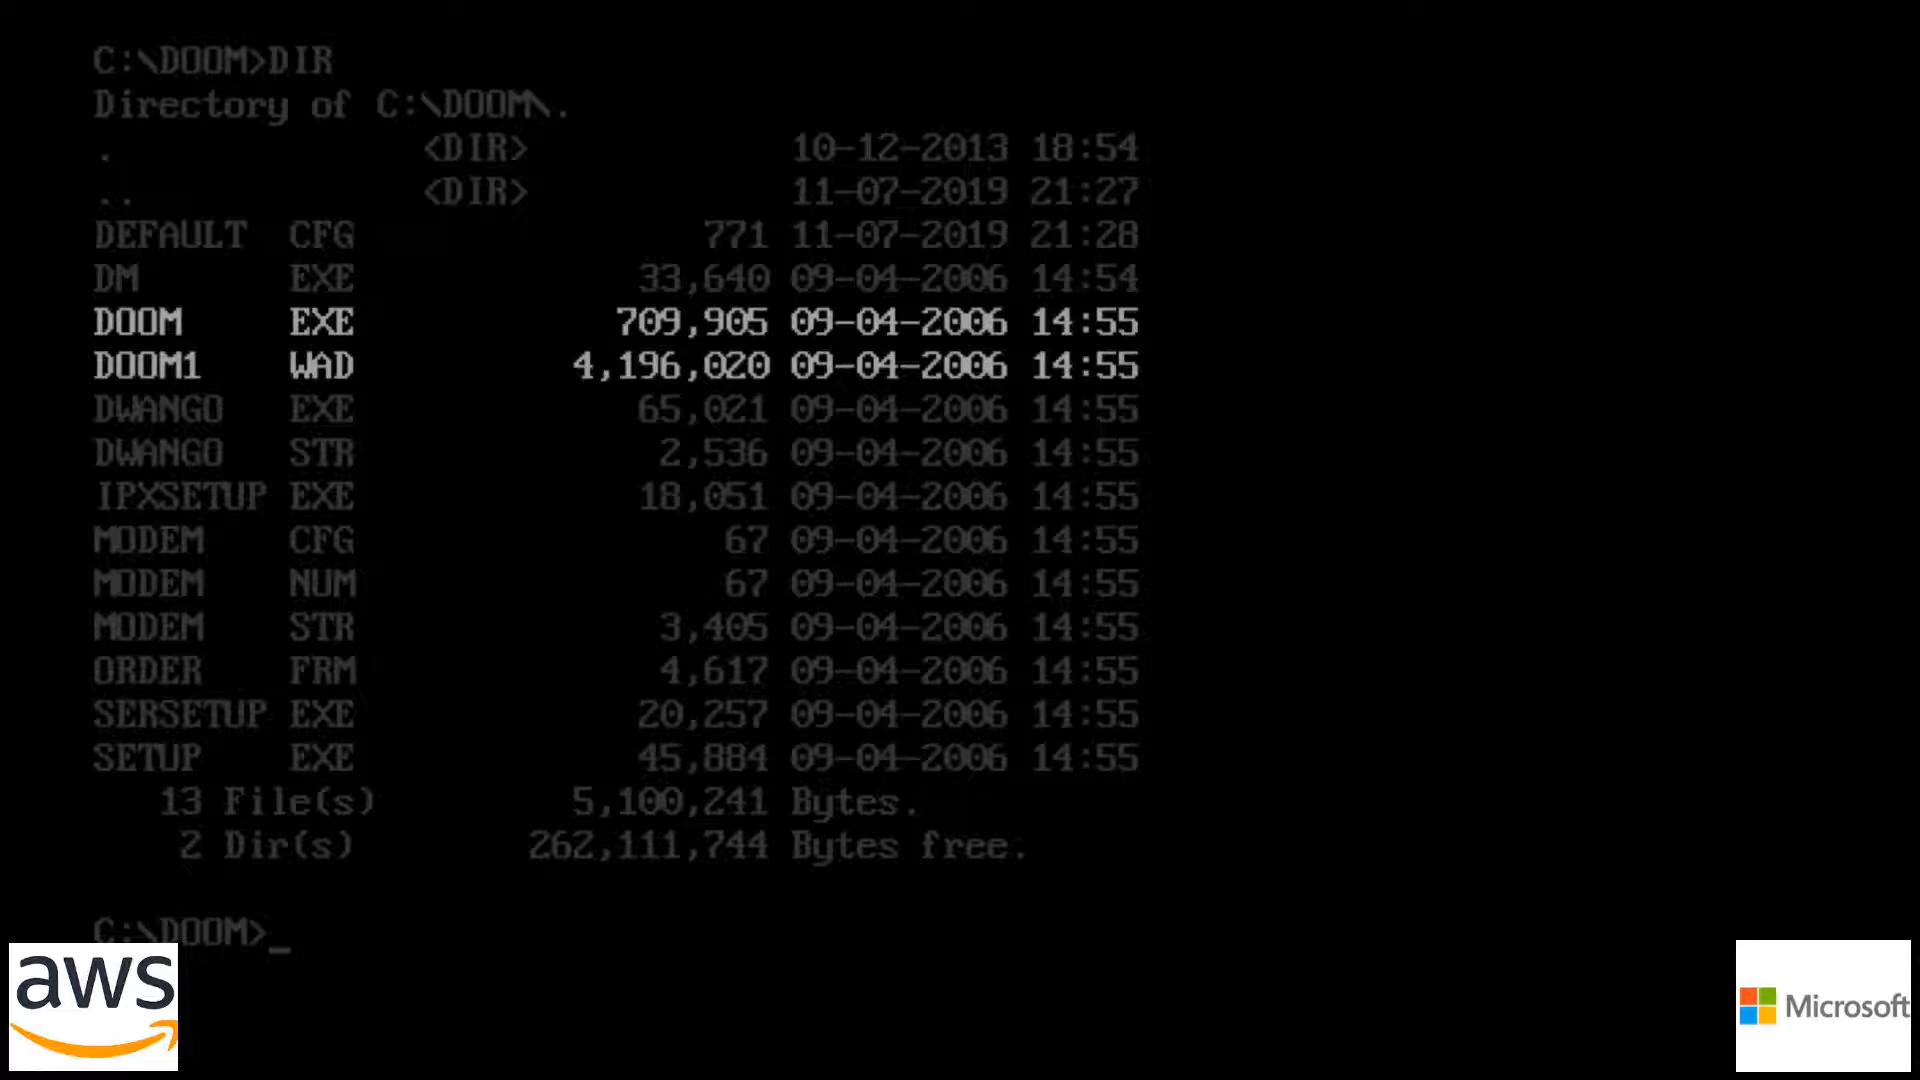 C:\DOOM>DIR
Directory of C:\DOOM\.
. <DIR> 10-12-2013 18:54
.. <DIR> 11-07-2019 21:27
DEFAULT CFG 771 11-07-2019 21:28
DM EXE 33,640 09-04-2006 14:54
DOOM EXE 709,905 09-04-2006 14:55
DOOM1 WAD 4,196,020 09-04-2006 14:55
DWANGO EXE 65,021 09-04-2006 14:55
DWANGO STR 2,536 09-04-2006 14:55
IPXSETUP EXE 18,051 09-04-2006 14:55
MODEM CFG 67 09-04-2006 14:55
MODEM NUM 67 09-04-2006 14:55
MODEM STR 3,405 09-04-2006 14:55
ORDER FRM 4,617 09-04-2006 14:55
SERSETUP EXE 20,257 09-04-2006 14:55
SETUP EXE 45,884 09-04-2006 14:55
13 File(s) 5,100,241 Bytes.
2 Dir(s) 262,111,744 Bytes free.
C:\DOOM>_
aws
Microsoft